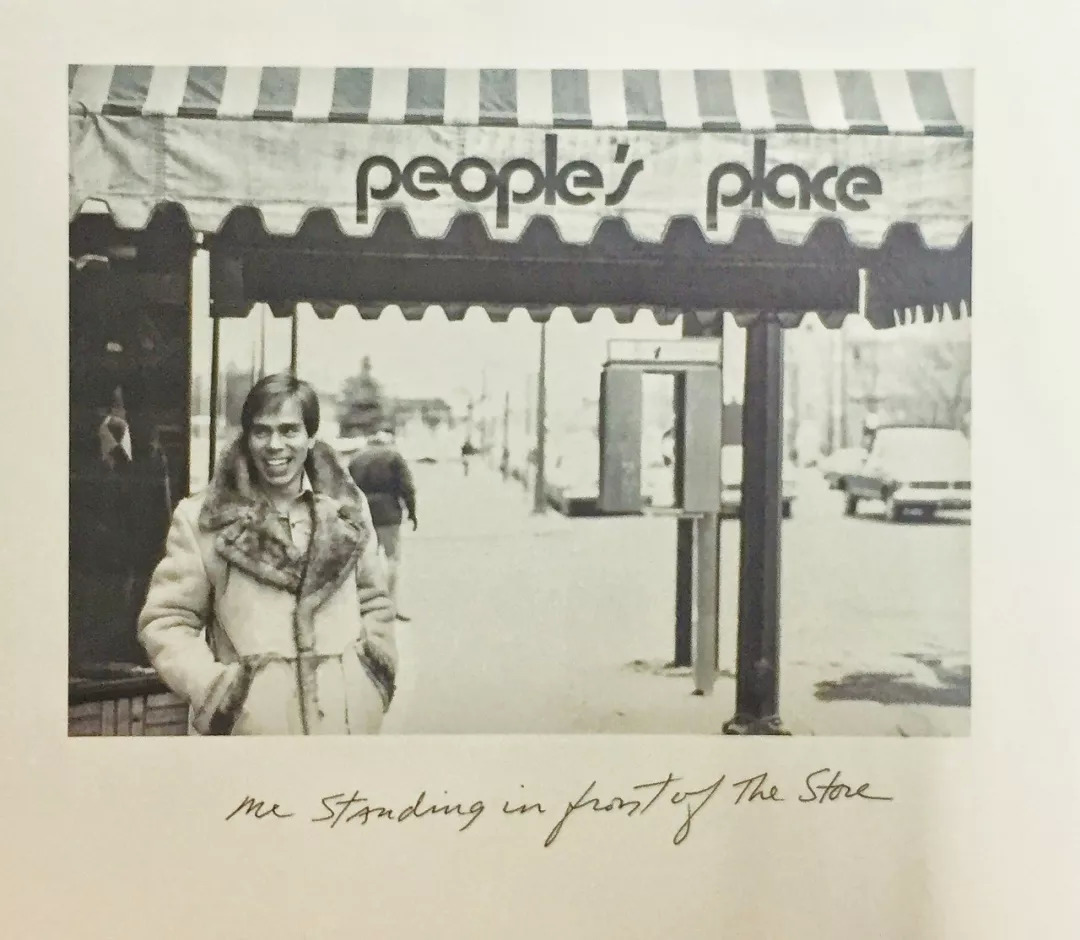 people's place
me Standing in front of The Store